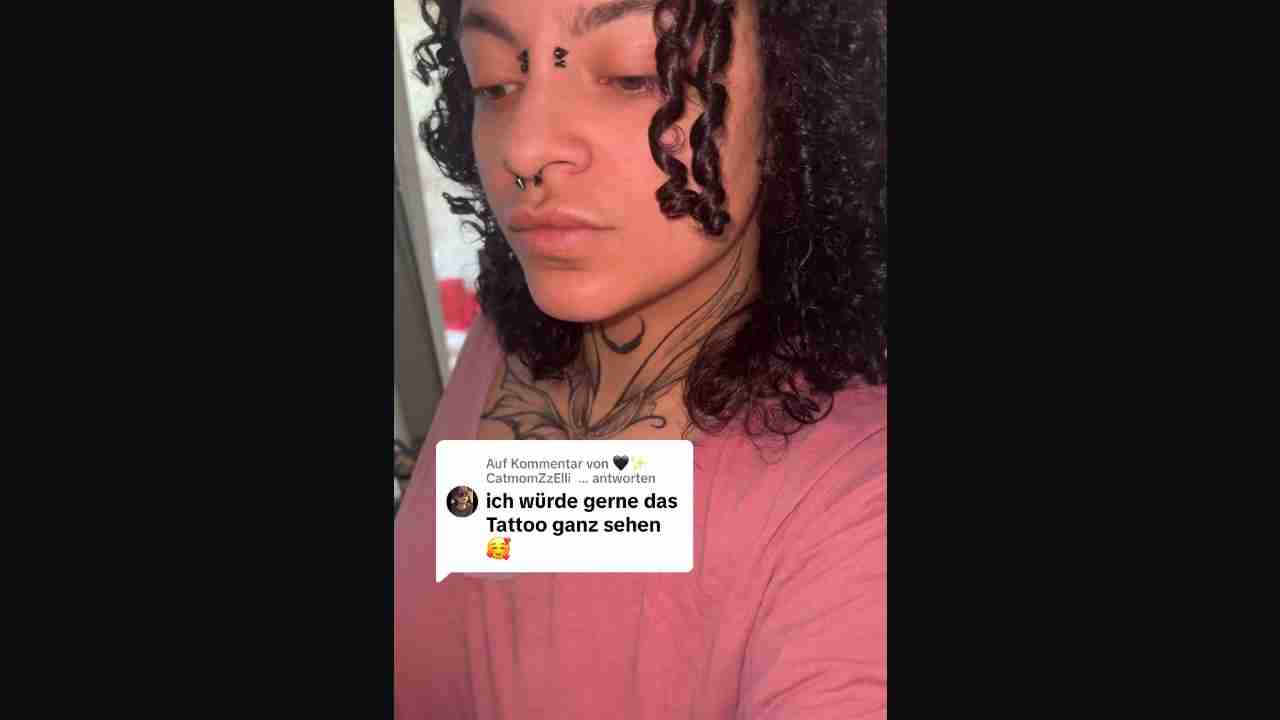 Auf Kommentar von 🖤✨
CatmomZzElli ... antworten
ich würde gerne das
Tattoo ganz sehen
🥰